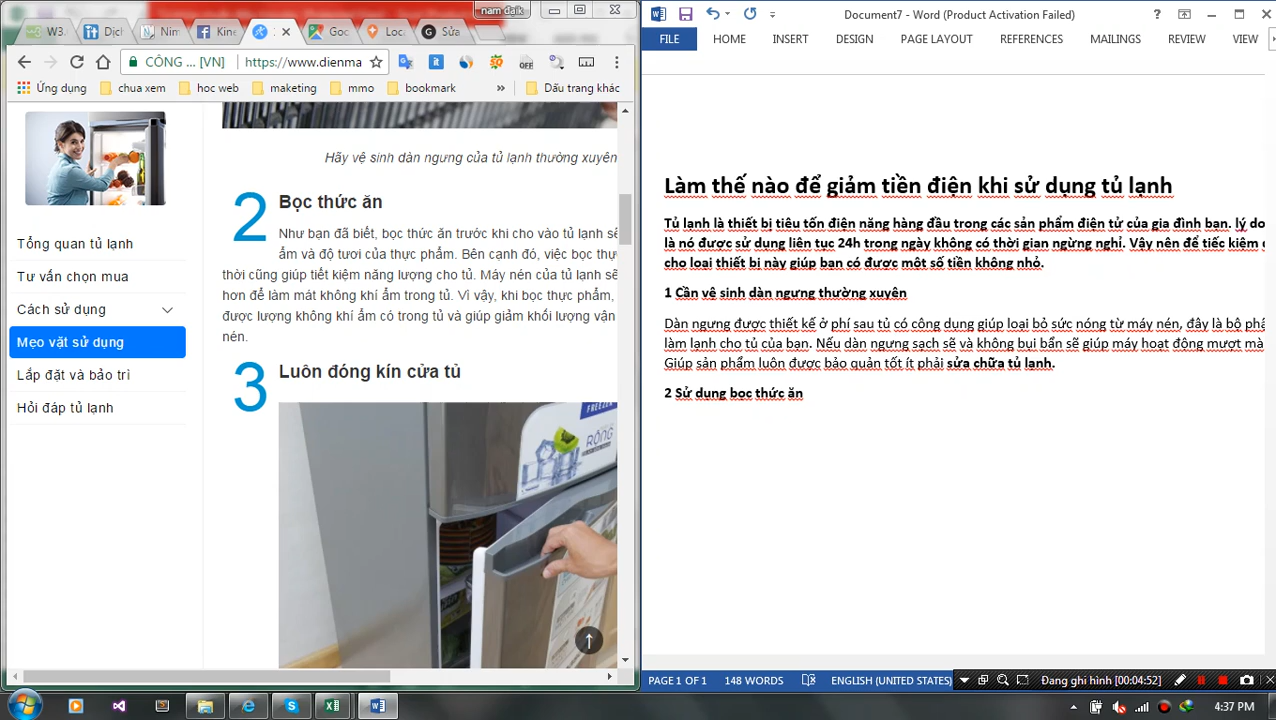 nam đaik
W3
Dịcl
Nim
Kine
Goc
Loc
Sửa
CÔNG ... [VN]
https://www.dienma
Ứng dụng
chua xem
hoc web
maketing
mmo
bookmark
»
Dấu trang khác
Tổng quan tủ lạnh
Tư vấn chọn mua
Cách sử dụng
Mẹo vặt sử dụng
Lắp đặt và bảo trì
Hỏi đáp tủ lạnh
Hãy vệ sinh dàn ngưng của tủ lạnh thường xuyên
2 Bọc thức ăn
Như bạn đã biết, bọc thức ăn trước khi cho vào tủ lạnh sẽ
ẩm và độ tươi của thực phẩm. Bên cạnh đó, việc bọc thực
thời cũng giúp tiết kiệm năng lượng cho tủ. Máy nén của tủ lạnh sẽ
hơn để làm mát không khí ẩm trong tủ. Vì vậy, khi bọc thực phẩm,
được lượng không khí ẩm có trong tủ và giúp giảm khối lượng vận
nén.
3 Luôn đóng kín cửa tủ
FREEZER
RỘNG
Document7 - Word (Product Activation Failed)
FILE
HOME
INSERT
DESIGN
PAGE LAYOUT
REFERENCES
MAILINGS
REVIEW
VIEW
Làm thế nào để giảm tiền điện khi sử dụng tủ lạnh
Tủ lạnh là thiết bị tiêu tốn điện năng hàng đầu trong các sản phẩm điện tử của gia đình bạn, lý do
là nó được sử dụng liên tục 24h trong ngày không có thời gian ngừng nghỉ. Vậy nên để tiếc kiệm
cho loại thiết bị này giúp bạn có được một số tiền không nhỏ.
1 Cần vệ sinh dàn ngưng thường xuyên
Dàn ngưng được thiết kế ở phí sau tủ có công dụng giúp loại bỏ sức nóng từ máy nén, đây là bộ phậ
làm lạnh cho tủ của bạn. Nếu dàn ngưng sạch sẽ và không bụi bẩn sẽ giúp máy hoạt động mượt mà
Giúp sản phẩm luôn được bảo quản tốt ít phải sửa chữa tủ lạnh.
2 Sử dụng bọc thức ăn
PAGE 1 OF 1
148 WORDS
ENGLISH (UNITED STATES)
Đang ghi hình [00:04:52]
4:37 PM